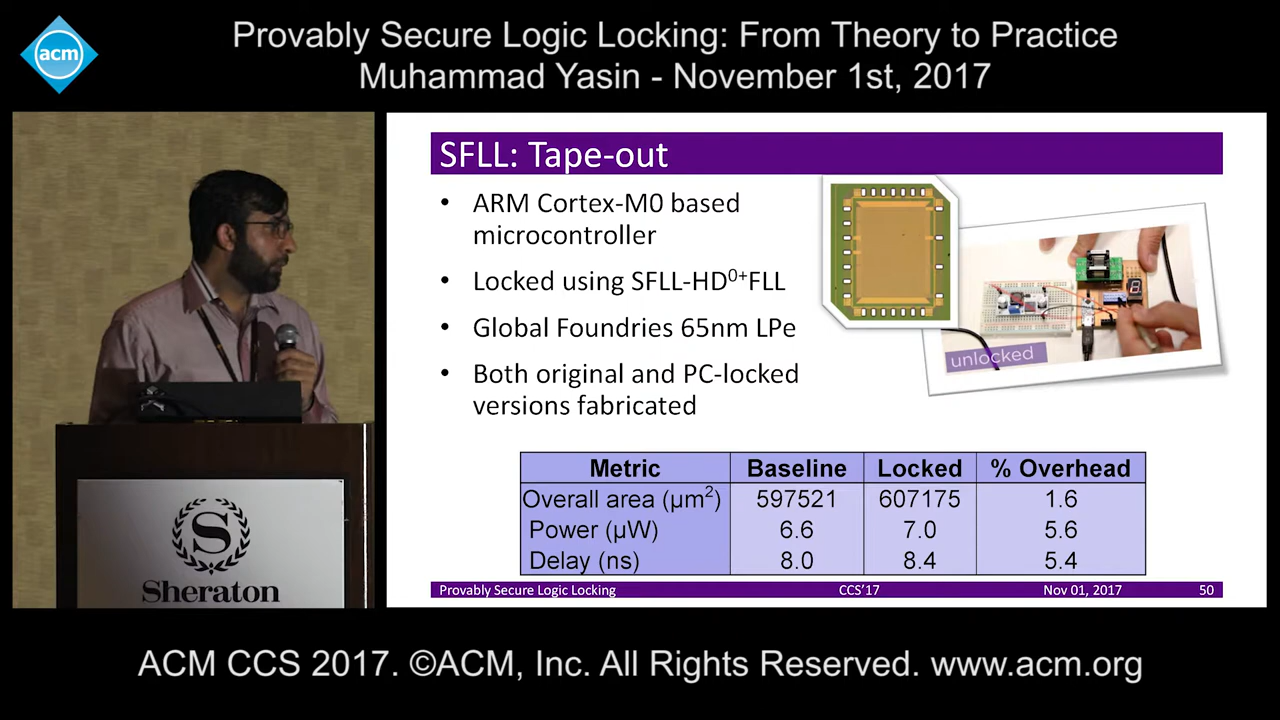 Provably Secure Logic Locking: From Theory to Practice
Muhammad Yasin - November 1st, 2017
acm
SFLL: Tape-out
• ARM Cortex-M0 based
microcontroller
• Locked using SFLL-HD⁰⁺FLL
• Global Foundries 65nm LPe
• Both original and PC-locked
versions fabricated
unlocked
Metric Baseline Locked % Overhead
Overall area (µm²) 597521 607175 1.6
Power (µW) 6.6 7.0 5.6
Delay (ns) 8.0 8.4 5.4
Provably Secure Logic Locking CCS'17 Nov 01, 2017 50
S
Sheraton
ACM CCS 2017. ©ACM, Inc. All Rights Reserved. www.acm.org